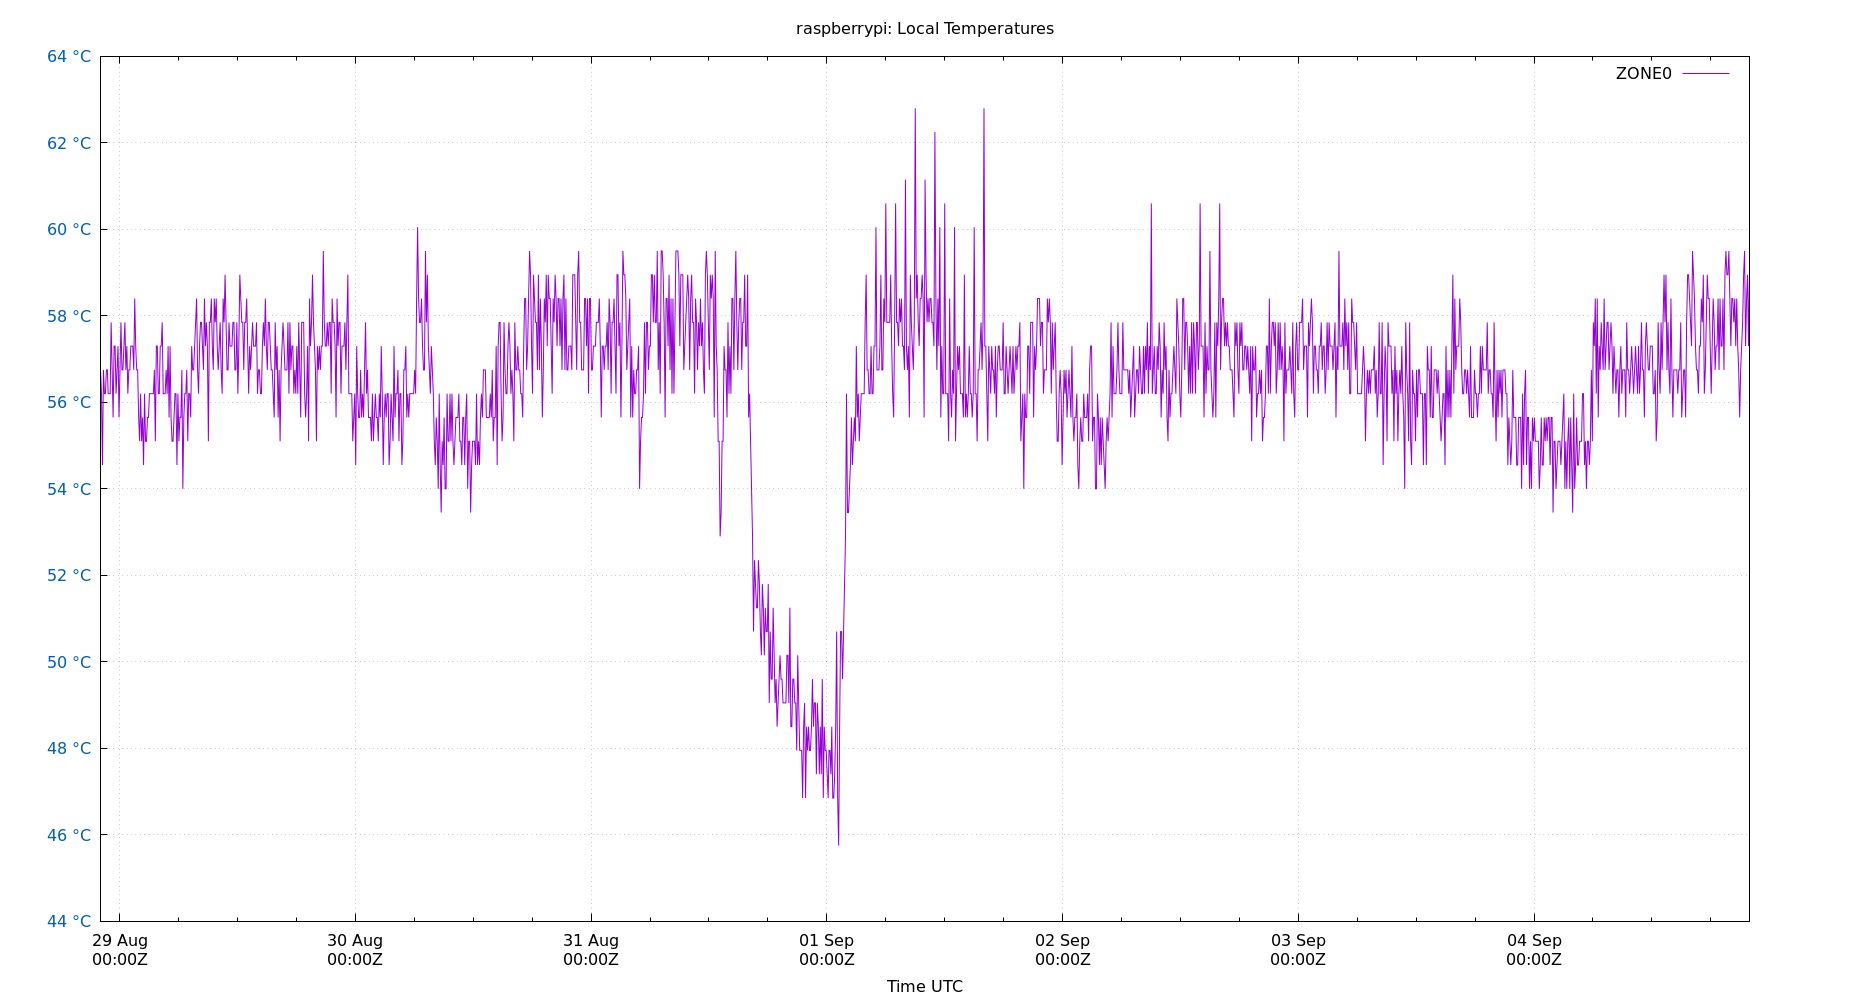 raspberrypi: Local Temperatures
64 °C
ZONE0
62 °C
60 °C
58 °C
56 °C
54 °C
52 °C
50 °C
48 °C
46 °C
44 °C
29 Aug 30 Aug 31 Aug 01 Sep 02 Sep 03 Sep 04 Sep
00:00Z 00:00Z 00:00Z 00:00Z 00:00Z 00:00Z 00:00Z
Time UTC